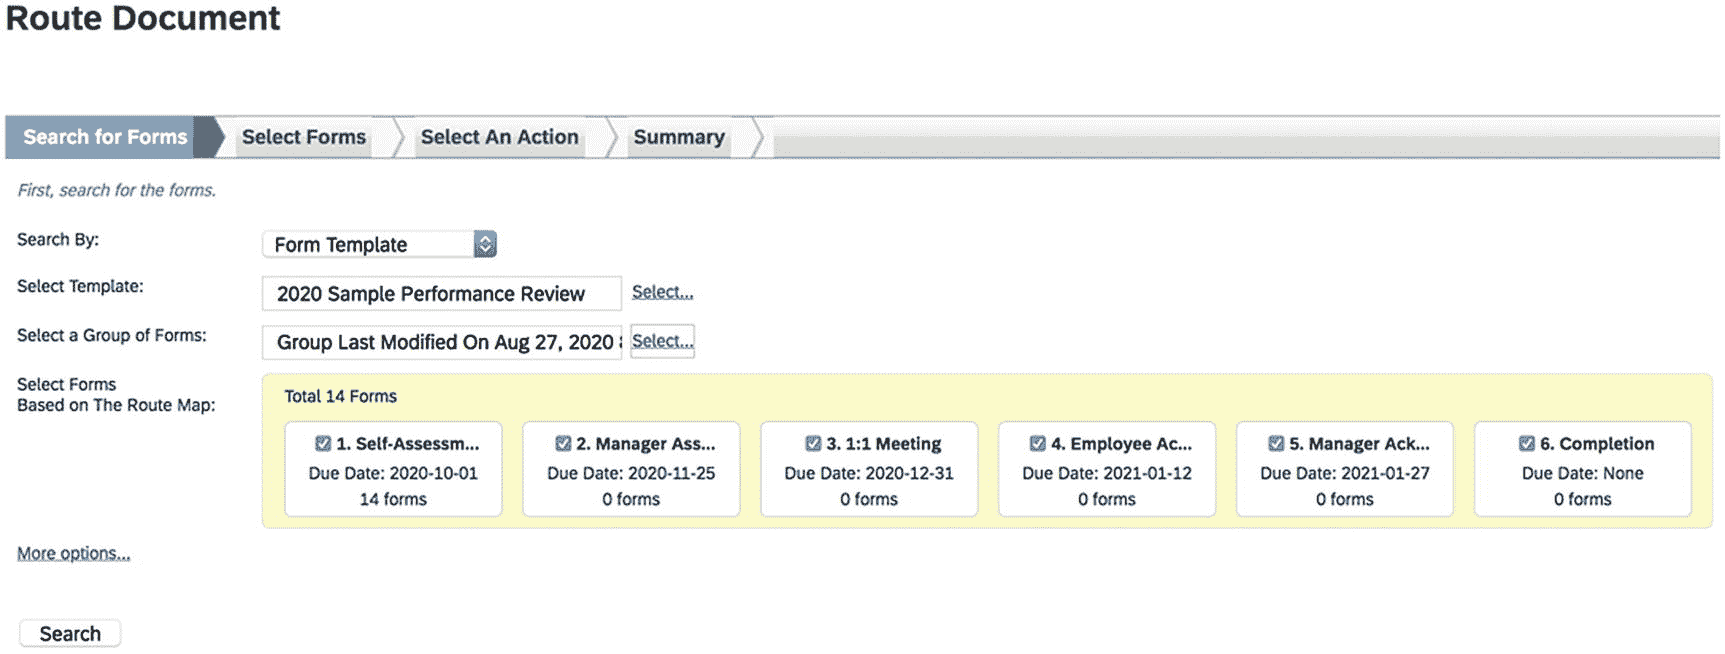 Route Document
Search for Forms Select Forms Select An Action Summary
First, search for the forms.
Search By: Form Template
Select Template: 2020 Sample Performance Review Select...
Select a Group of Forms: Group Last Modified On Aug 27, 2020 Select...
Select Forms
Based on The Route Map:
Total 14 Forms
1. Self-Assessm... 2. Manager Ass... 3. 1:1 Meeting 4. Employee Ac... 5. Manager Ack... 6. Completion
Due Date: 2020-10-01 Due Date: 2020-11-25 Due Date: 2020-12-31 Due Date: 2021-01-12 Due Date: 2021-01-27 Due Date: None
14 forms 0 forms 0 forms 0 forms 0 forms 0 forms
More options...
Search